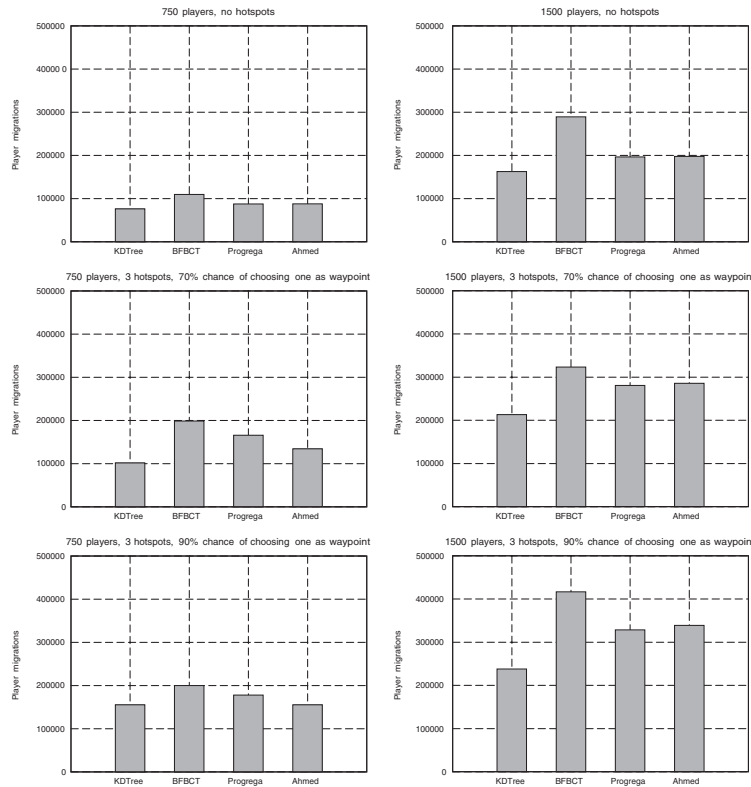 750 players, no hotspots
500000
40000 0
300000
200000
100000
0
Player migrations
KDTree BFBCT Progrega Ahmed
1500 players, no hotspots
500000
400000
300000
200000
100000
0
Player migrations
KDTree BFBCT Progrega Ahmed
750 players, 3 hotspots, 70% chance of choosing one as waypoint
500000
400000
300000
200000
100000
0
Player migrations
KDTree BFBCT Progrega Ahmed
1500 players, 3 hotspots, 70% chance of choosing one as waypoin
500000
400000
300000
200000
100000
0
Player migrations
KDTree BFBCT Progrega Ahmed
750 players, 3 hotspots, 90% chance of choosing one as waypoint
500000
400000
300000
200000
100000
0
Player migrations
KDTree BFBCT Progrega Ahmed
1500 players, 3 hotspots, 90% chance of choosing one as waypoin
500000
400000
300000
200000
100000
0
Player migrations
KDTree BFBCT Progrega Ahmed